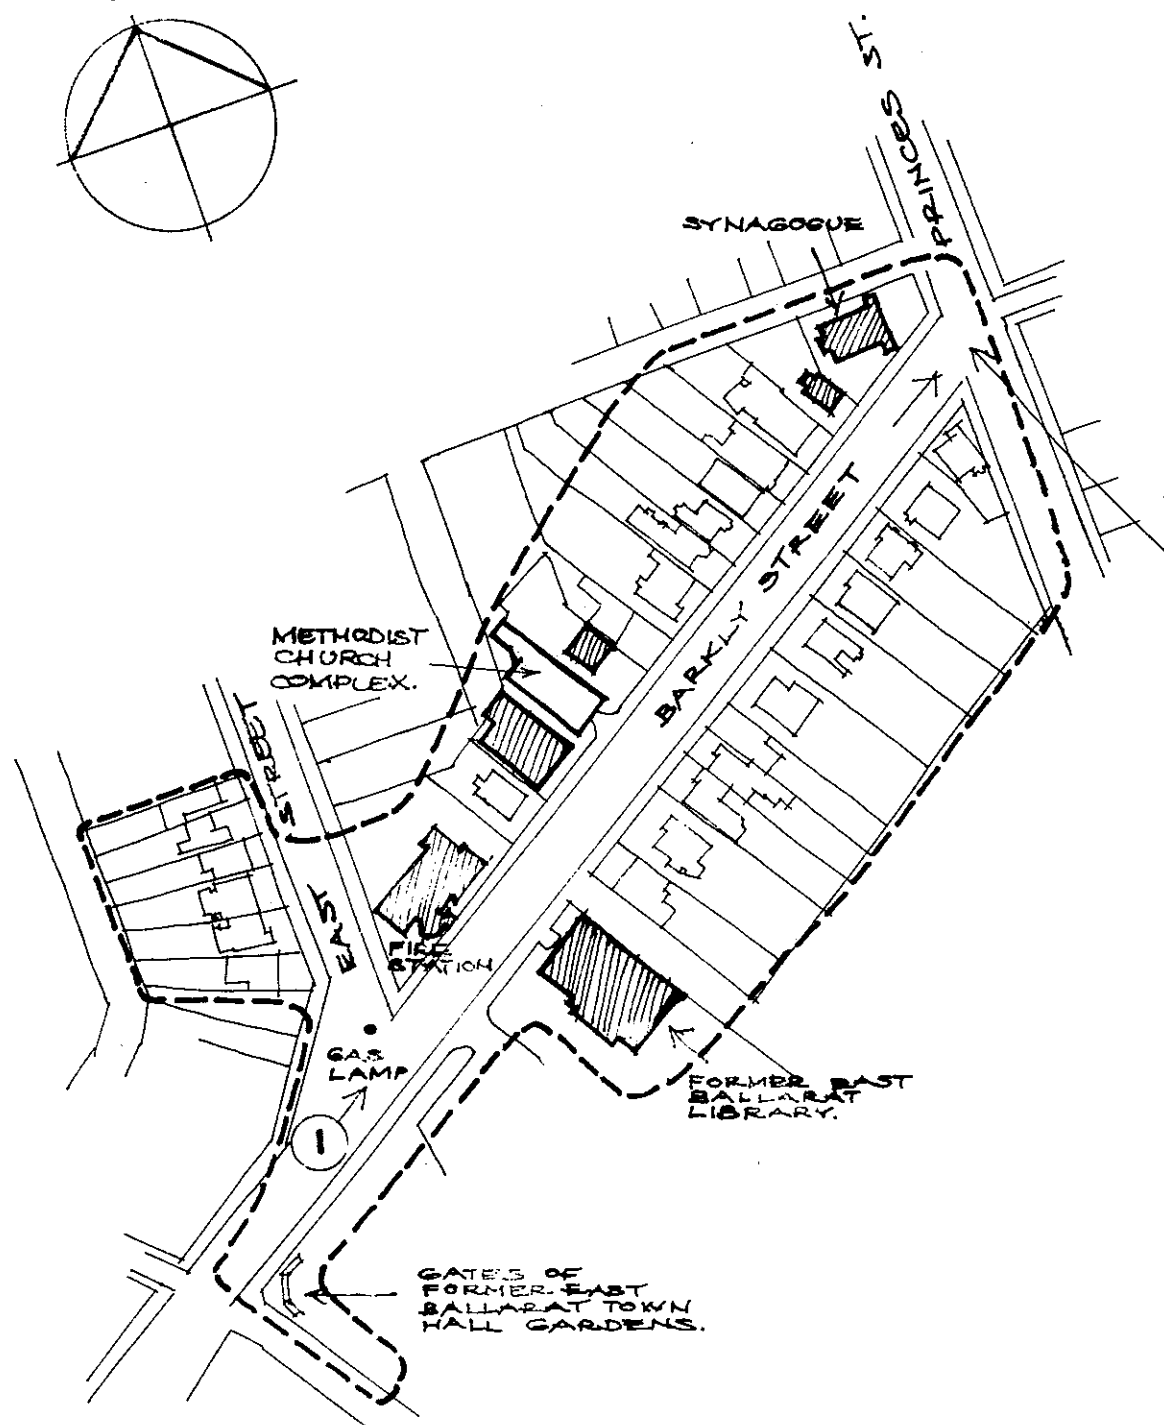 PRINCES ST.
SYNAGOGUE
BARKLY STREET
METHODIST
CHURCH
COMPLEX.
EAST STREET
FIRE
STATION
GAS
LAMP
1
FORMER EAST
BALLARAT
LIBRARY.
GATES OF
FORMER EAST
BALLARAT TOWN
HALL GARDENS.